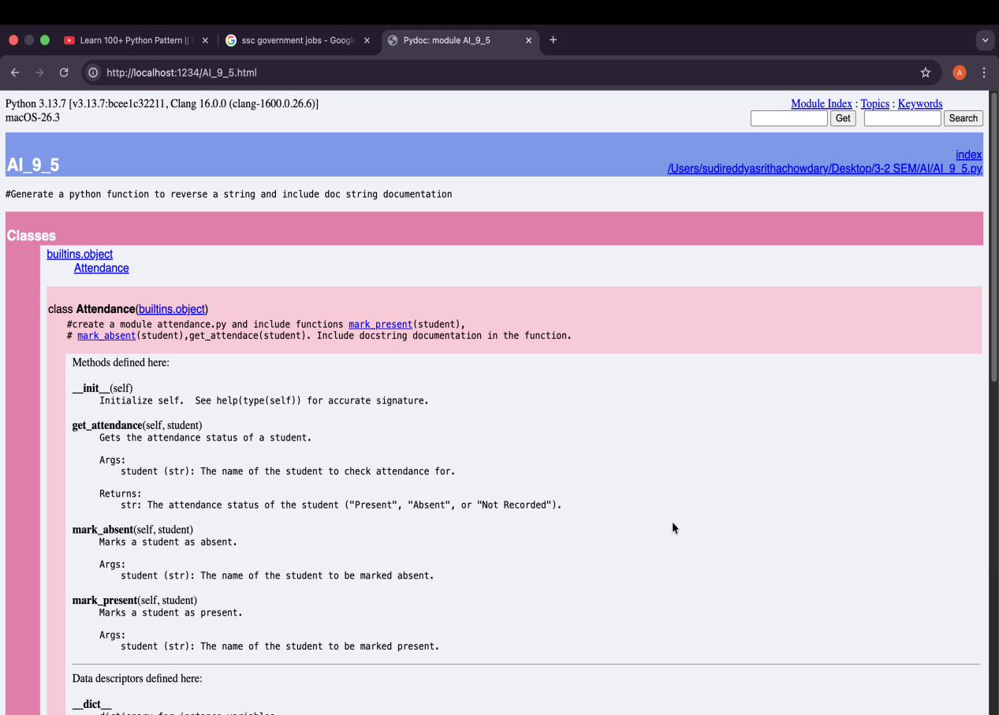 Learn 100+ Python Pattern ||
ssc government jobs - Googl
Pydoc: module AI_9_5
http://localhost:1234/AI_9_5.html
A
Python 3.13.7 [v3.13.7:bcee1c32211, Clang 16.0.0 (clang-1600.0.26.6)]
macOS-26.3
Module Index : Topics : Keywords
Get Search
AI_9_5
index
/Users/sudireddyasrithachowdary/Desktop/3-2 SEM/AI/AI_9_5.py
#Generate a python function to reverse a string and include doc string documentation
Classes
builtins.object
Attendance
class Attendance(builtins.object)
#create a module attendance.py and include functions mark_present(student),
# mark_absent(student),get_attendace(student). Include docstring documentation in the function.
Methods defined here:
__init__(self)
Initialize self.  See help(type(self)) for accurate signature.
get_attendance(self, student)
Gets the attendance status of a student.
Args:
student (str): The name of the student to check attendance for.
Returns:
str: The attendance status of the student ("Present", "Absent", or "Not Recorded").
mark_absent(self, student)
Marks a student as absent.
Args:
student (str): The name of the student to be marked absent.
mark_present(self, student)
Marks a student as present.
Args:
student (str): The name of the student to be marked present.
Data descriptors defined here:
__dict__